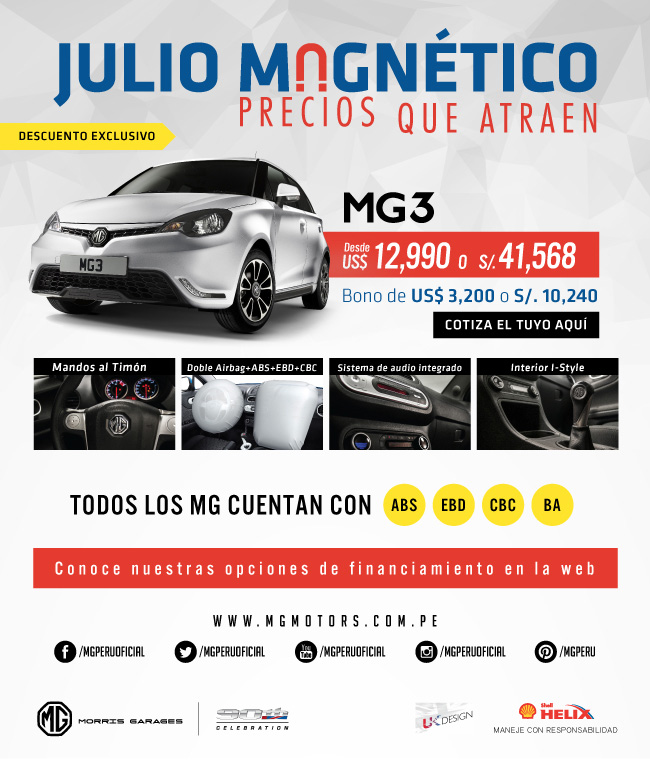 JULIO MAGNÉTICO
PRECIOS QUE ATRAEN
DESCUENTO EXCLUSIVO
MG
MG3
MG3
Desde
US$ 12,990 o S/. 41,568
Bono de US$ 3,200 o S/. 10,240
COTIZA EL TUYO AQUÍ
Mandos al Timón
Doble Airbag+ABS+EBD+CBC
Sistema de audio integrado
Interior I-Style
MG
TODOS LOS MG CUENTAN CON ABS EBD CBC BA
Conoce nuestras opciones de financiamiento en la web
WWW.MGMOTORS.COM.PE
f /MGPERUOFICIAL /MGPERUOFICIAL You Tube /MGPERUOFICIAL /MGPERUOFICIAL /MGPERU
MG MORRIS GARAGES 90th UK DESIGN Shell HELIX
CELEBRATION MANEJE CON RESPONSABILIDAD